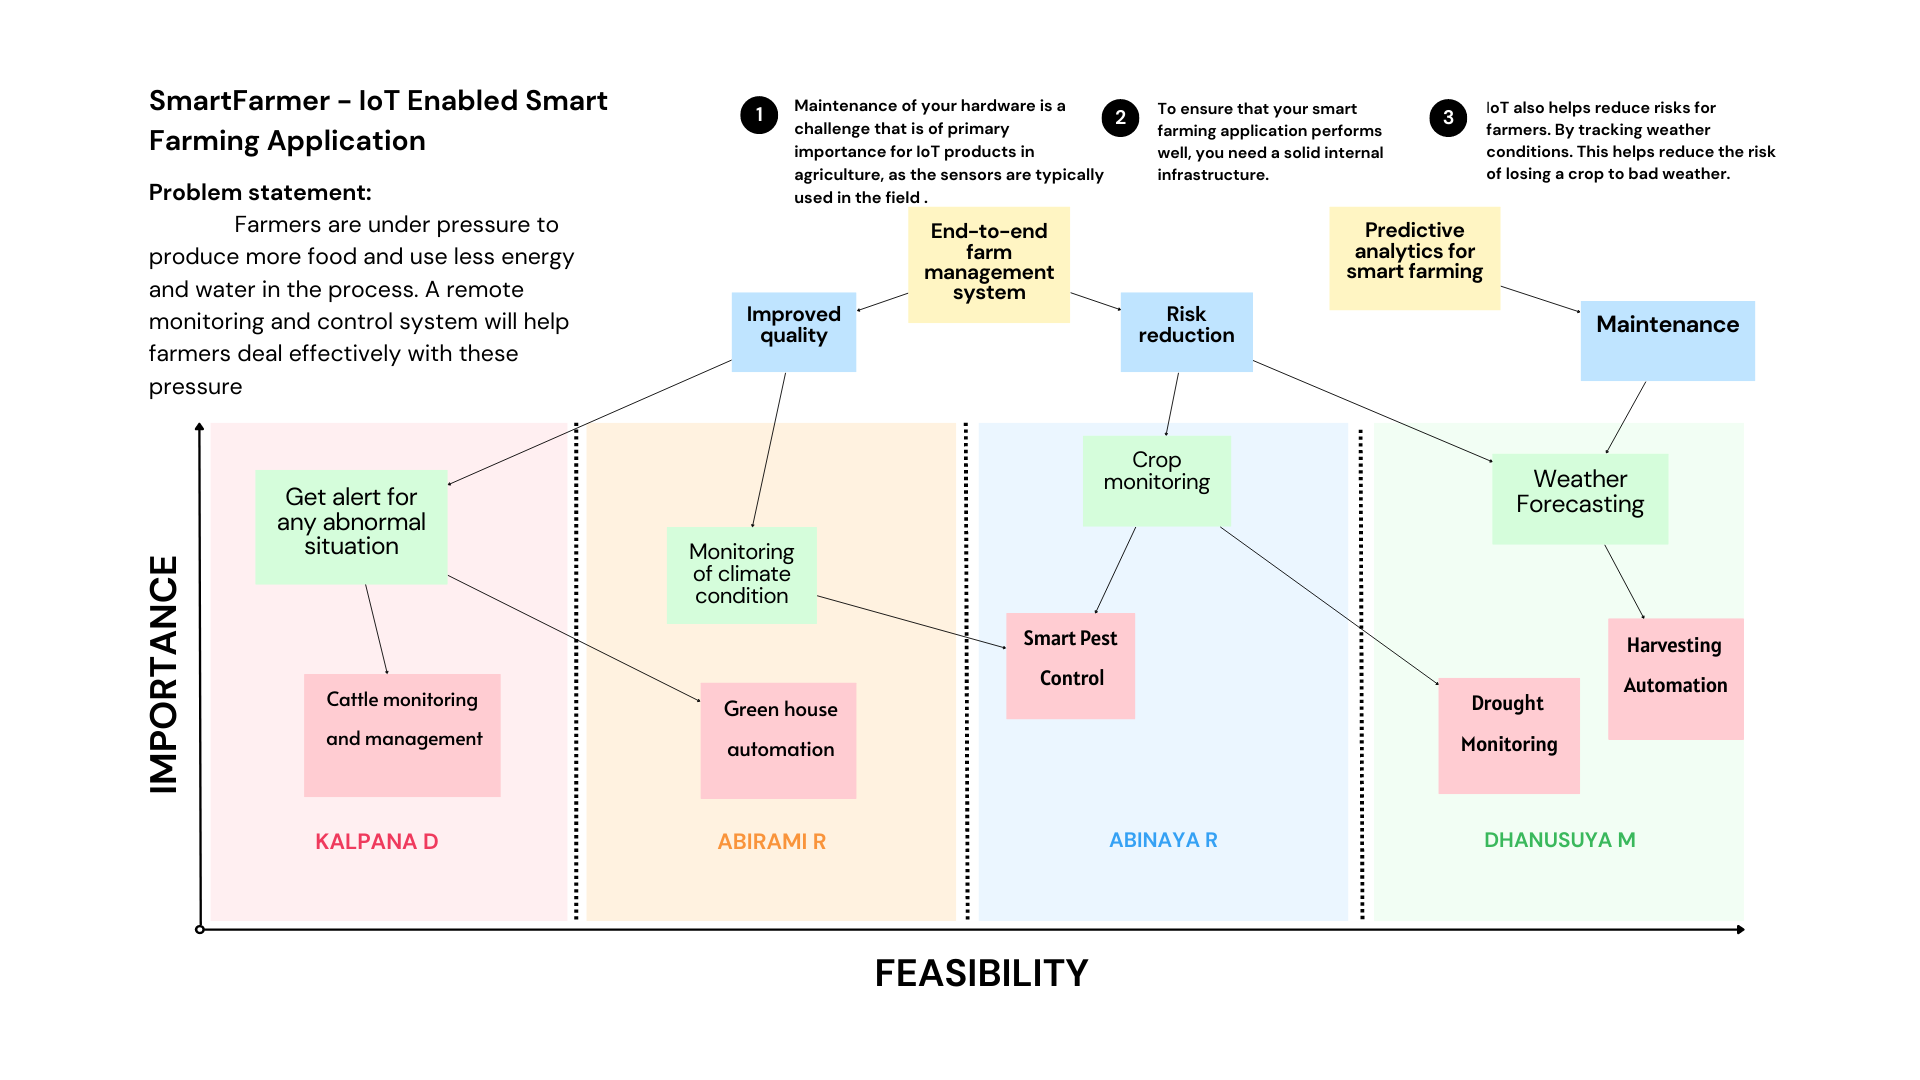 SmartFarmer - IoT Enabled Smart
Farming Application
Problem statement:
Farmers are under pressure to
produce more food and use less energy
and water in the process. A remote
monitoring and control system will help
farmers deal effectively with these
pressure
1
Maintenance of your hardware is a
challenge that is of primary
importance for IoT products in
agriculture, as the sensors are typically
used in the field .
2
To ensure that your smart
farming application performs
well, you need a solid internal
infrastructure.
3
IoT also helps reduce risks for
farmers. By tracking weather
conditions. This helps reduce the risk
of losing a crop to bad weather.
End-to-end
farm
management
system
Predictive
analytics for
smart farming
Improved
quality
Risk
reduction
Maintenance
Get alert for
any abnormal
situation
Monitoring
of climate
condition
Crop
monitoring
Weather
Forecasting
Cattle monitoring
and management
Green house
automation
Smart Pest
Control
Drought
Monitoring
Harvesting
Automation
KALPANA D
ABIRAMI R
ABINAYA R
DHANUSUYA M
IMPORTANCE
FEASIBILITY